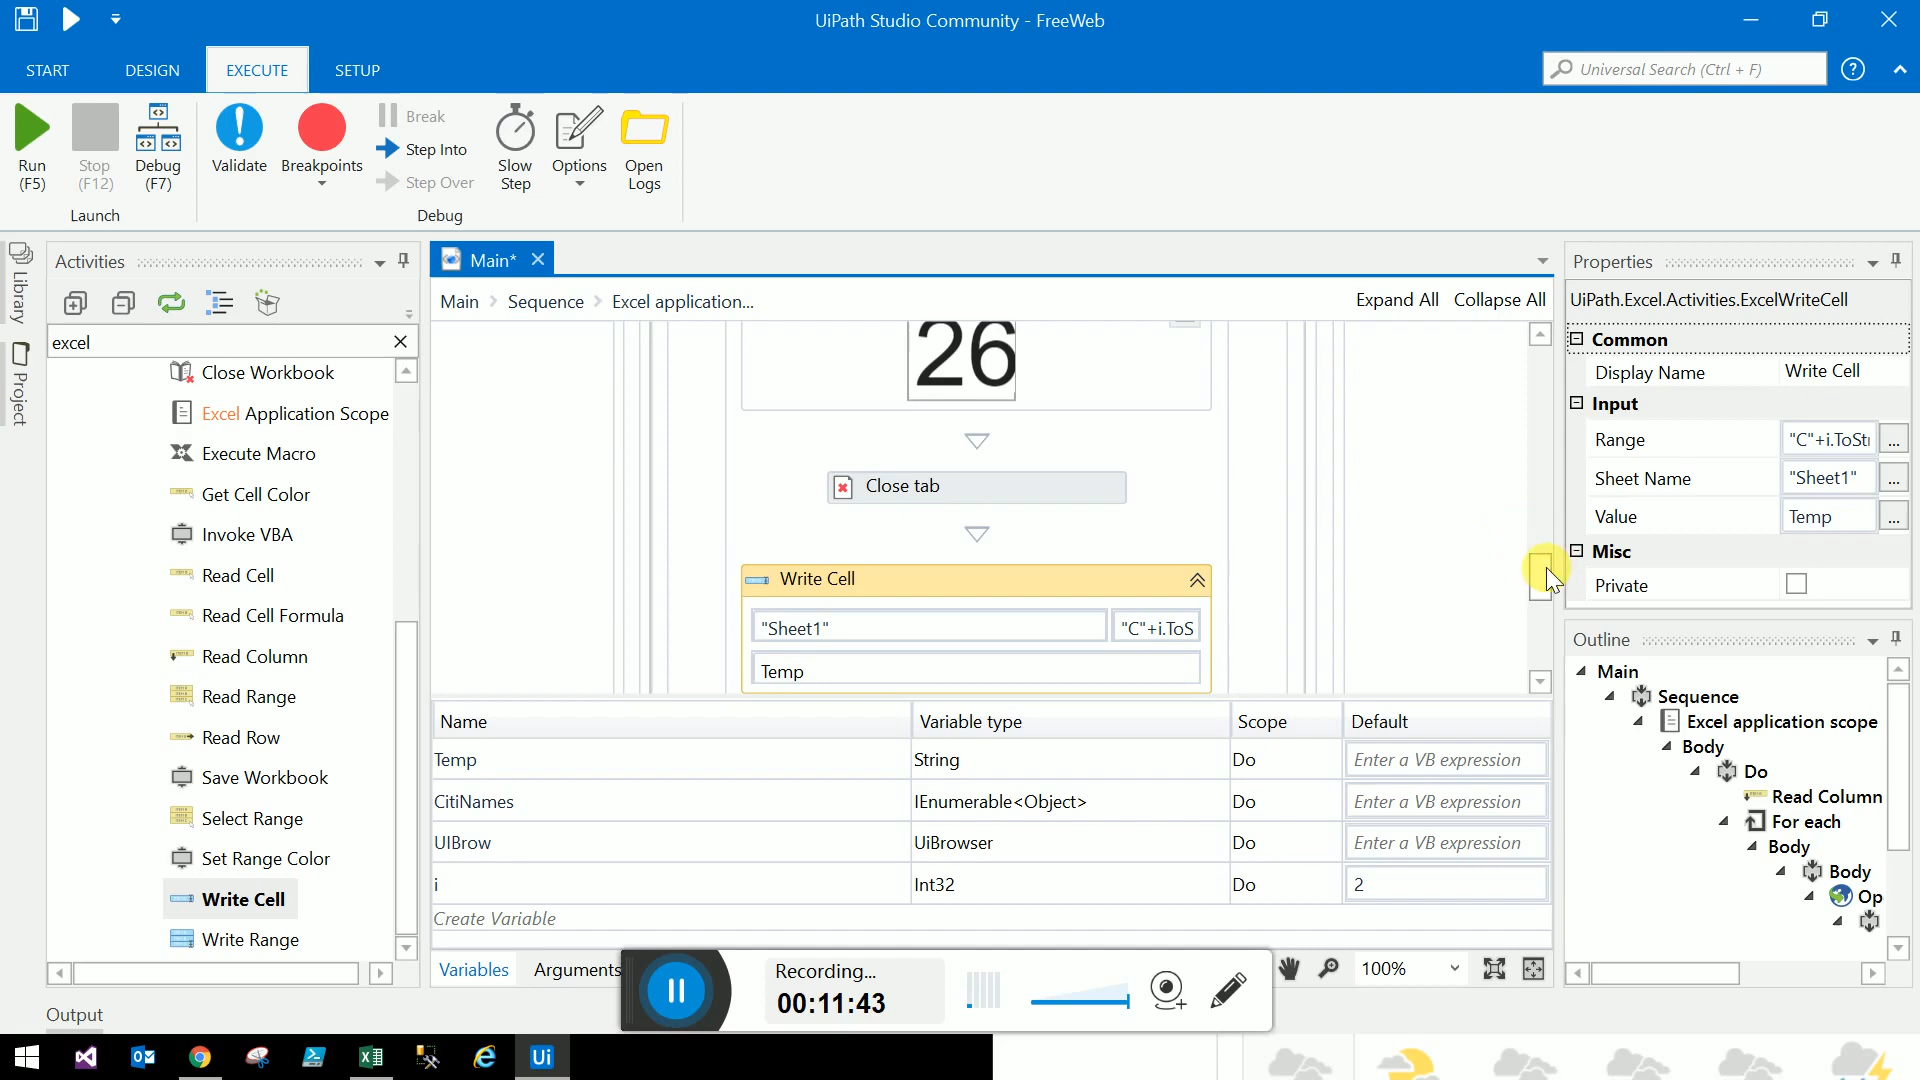 UiPath Studio Community - FreeWeb
START
DESIGN
EXECUTE
SETUP
Universal Search (Ctrl + F)
Run
(F5)
Stop
(F12)
Debug
(F7)
Validate
Breakpoints
Break
Step Into
Step Over
Slow
Step
Options
Open
Logs
Launch
Debug
Library
Project
Activities
excel
Close Workbook
Excel Application Scope
Execute Macro
Get Cell Color
Invoke VBA
Read Cell
Read Cell Formula
Read Column
Read Range
Read Row
Save Workbook
Select Range
Set Range Color
Write Cell
Write Range
Main*
Main > Sequence > Excel application...
Expand All Collapse All
26
Close tab
Write Cell
"Sheet1"
"C"+i.ToS
Temp
Name Variable type Scope Default
Temp String Do Enter a VB expression
CitiNames IEnumerable<Object> Do Enter a VB expression
UIBrow UiBrowser Do Enter a VB expression
i Int32 Do 2
Create Variable
Variables Arguments
100%
Recording...
00:11:43
Properties
UiPath.Excel.Activities.ExcelWriteCell
Common
Display Name Write Cell
Input
Range "C"+i.ToStr ...
Sheet Name "Sheet1" ...
Value Temp ...
Misc
Private
Outline
Main
Sequence
Excel application scope
Body
Do
Read Column
For each
Body
Body
Op
Output
Ui